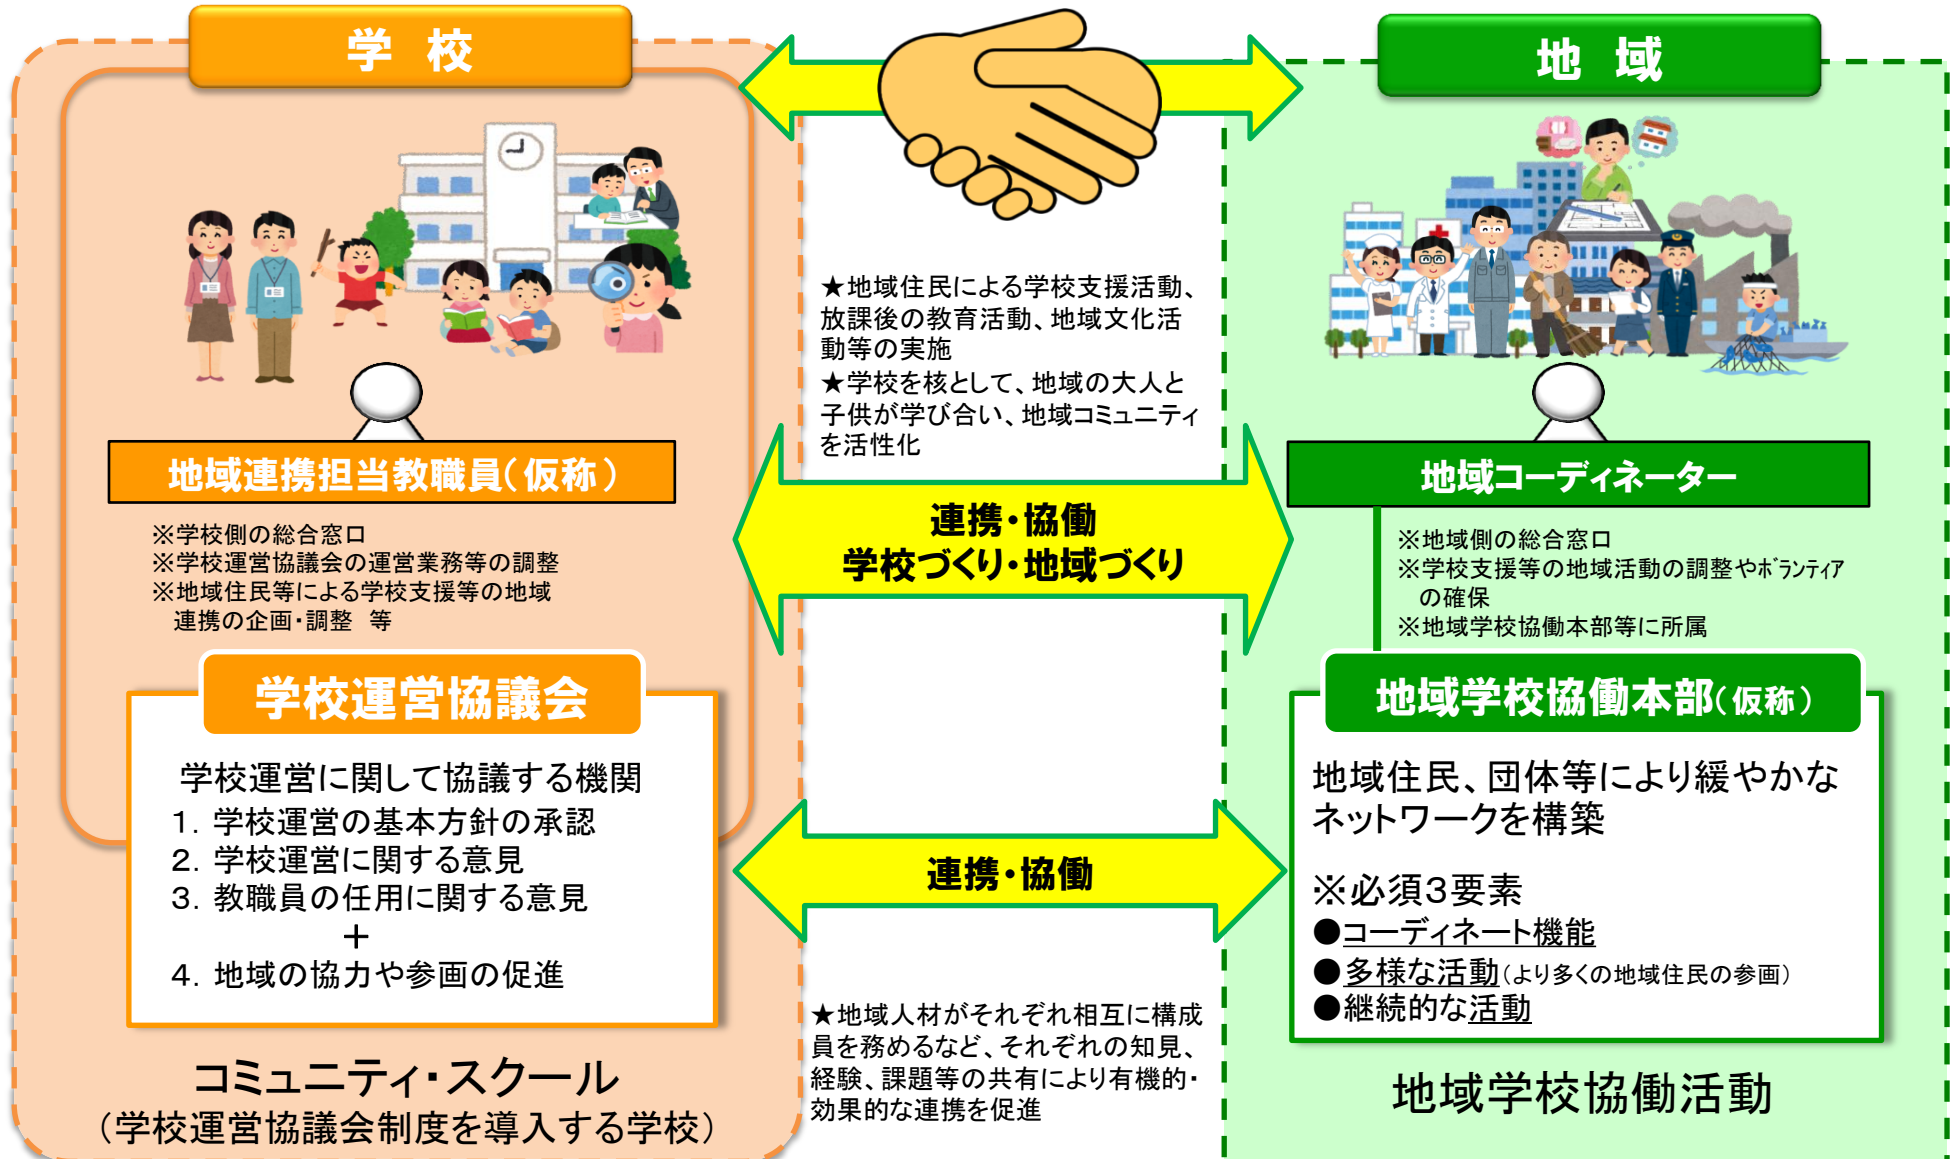 学校
地域
★地域住民による学校支援活動、
放課後の教育活動、地域文化活
動等の実施
★学校を核として、地域の大人と
子供が学び合い、地域コミュニティ
を活性化
地域連携担当教職員(仮称)
※学校側の総合窓口
※学校運営協議会の運営業務等の調整
※地域住民等による学校支援等の地域
連携の企画・調整 等
連携・協働
学校づくり・地域づくり
地域コーディネーター
※地域側の総合窓口
※学校支援等の地域活動の調整やﾎﾞﾗﾝﾃｨｱ
の確保
※地域学校協働本部等に所属
学校運営協議会
学校運営に関して協議する機関
1. 学校運営の基本方針の承認
2. 学校運営に関する意見
3. 教職員の任用に関する意見
+
4. 地域の協力や参画の促進
連携・協働
地域学校協働本部(仮称)
地域住民、団体等により緩やかな
ネットワークを構築
※必須3要素
●コーディネート機能
●多様な活動(より多くの地域住民の参画)
●継続的な活動
★地域人材がそれぞれ相互に構成
員を務めるなど、それぞれの知見、
経験、課題等の共有により有機的・
効果的な連携を促進
コミュニティ・スクール
(学校運営協議会制度を導入する学校)
地域学校協働活動